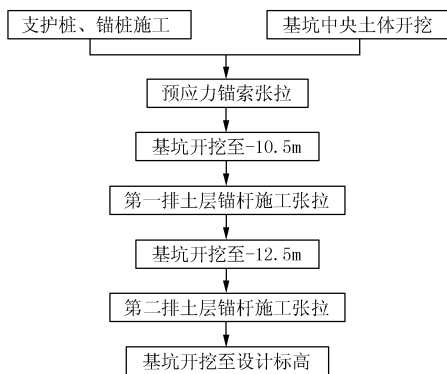 支护桩、锚桩施工
基坑中央土体开挖
预应力锚索张拉
基坑开挖至-10.5m
第一排土层锚杆施工张拉
基坑开挖至-12.5m
第二排土层锚杆施工张拉
基坑开挖至设计标高